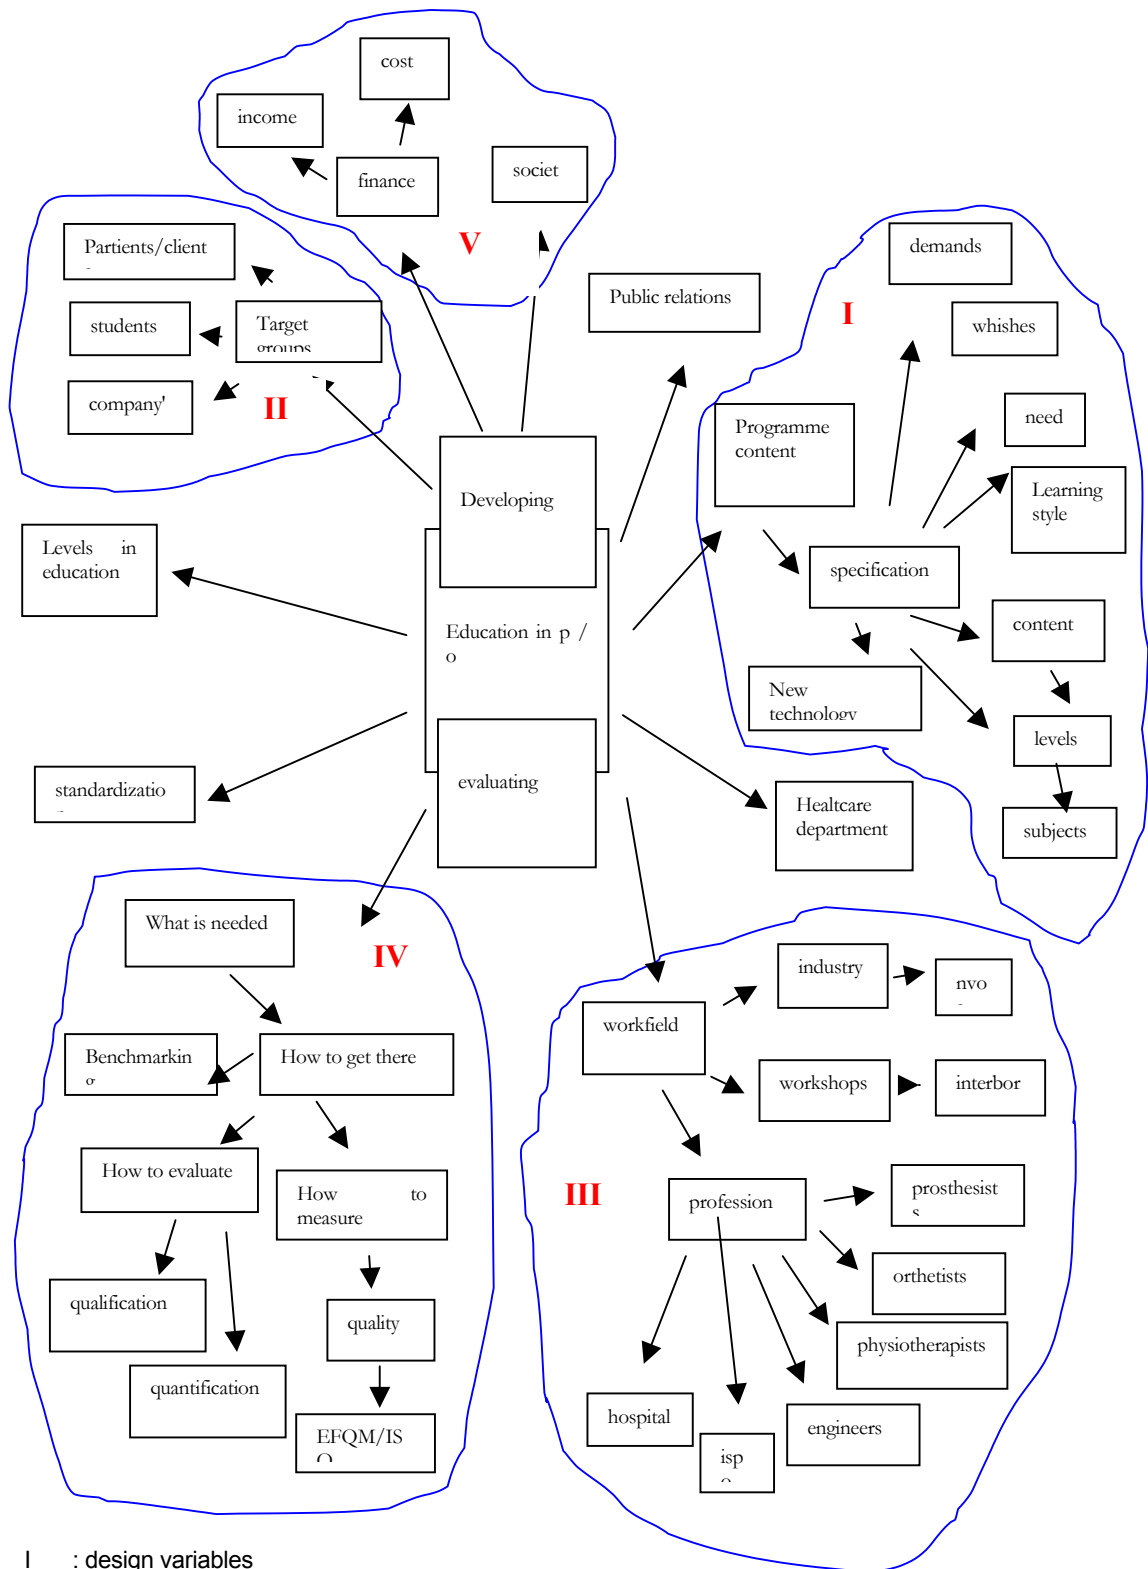 cost
income
finance
societ
V
Partients/client
students
Target
groups
company'
II
Public relations
demands
I
whishes
need
Programme
content
Learning
style
specification
content
New
technology
levels
subjects
Developing
Education in p /
o
evaluating
Levels in
education
standardizatio
Healtcare
department
What is needed
IV
Benchmarkin
g
How to get there
How to evaluate
How to
measure
qualification
quantification
quality
EFQM/IS
O
industry
nvo
workfield
workshops
interbor
III
profession
prosthesist
s
orthetists
physiotherapists
hospital
isp
o
engineers
I : design variables